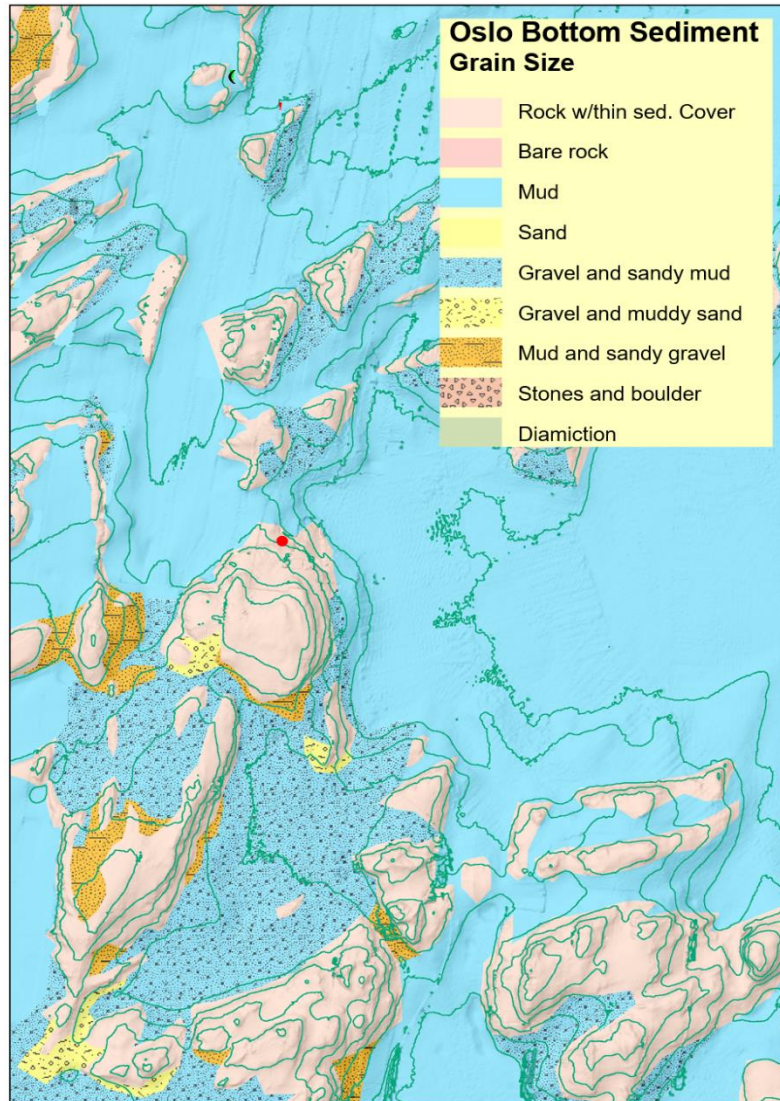 Oslo Bottom Sediment
Grain Size
Rock w/thin sed. Cover
Bare rock
Mud
Sand
Gravel and sandy mud
Gravel and muddy sand
Mud and sandy gravel
Stones and boulder
Diamiction